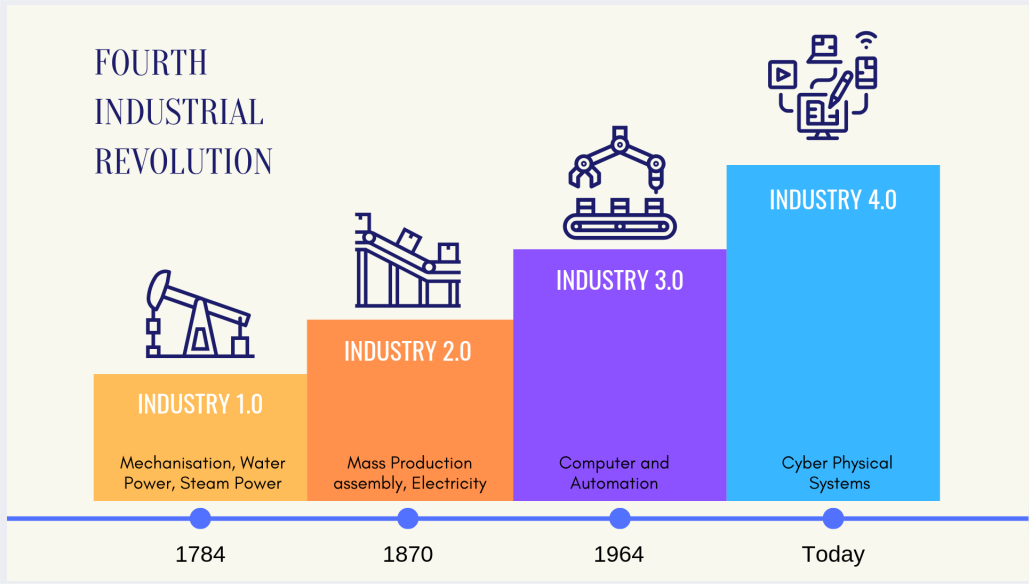 FOURTH
INDUSTRIAL
REVOLUTION
INDUSTRY 1.0
Mechanisation, Water
Power, Steam Power
INDUSTRY 2.0
Mass Production
assembly, Electricity
INDUSTRY 3.0
Computer and
Automation
INDUSTRY 4.0
Cyber Physical
Systems
1784
1870
1964
Today